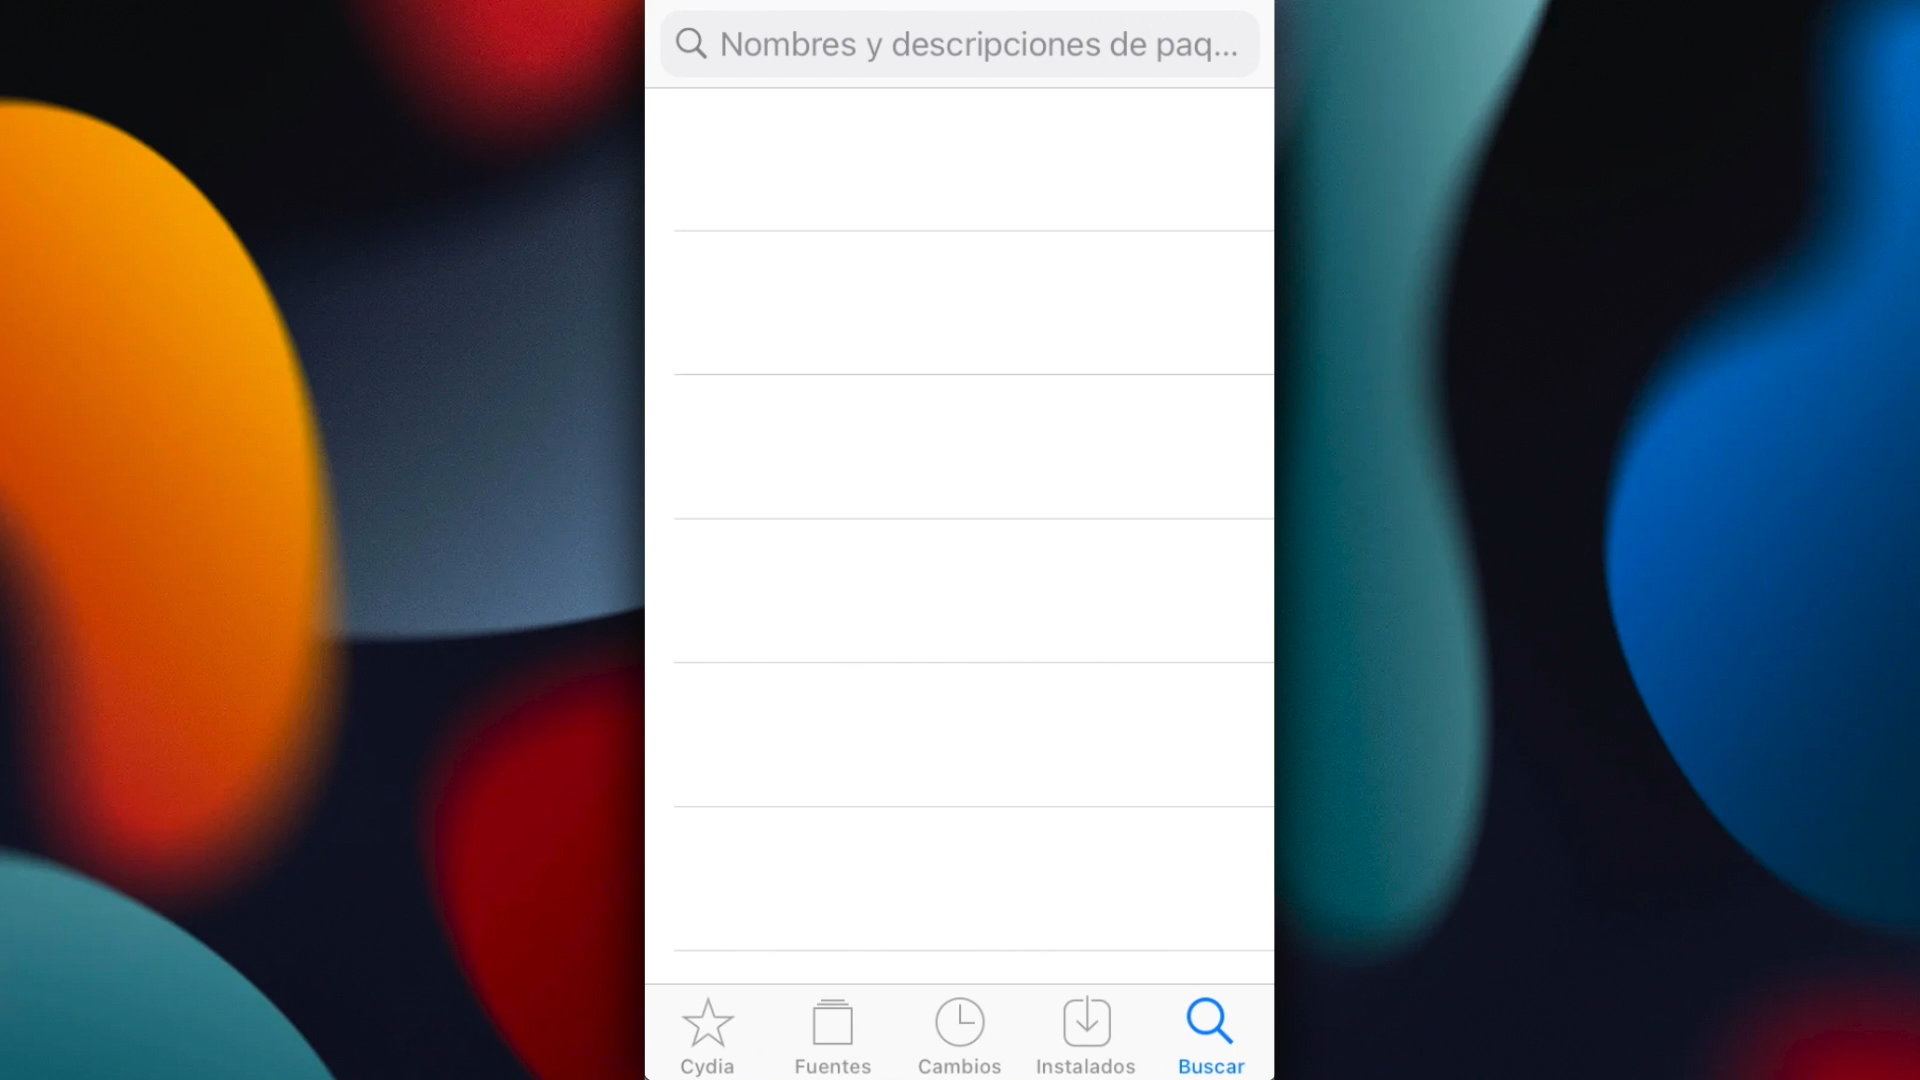 Nombres y descripciones de paq...
Cydia
Fuentes
Cambios
Instalados
Buscar